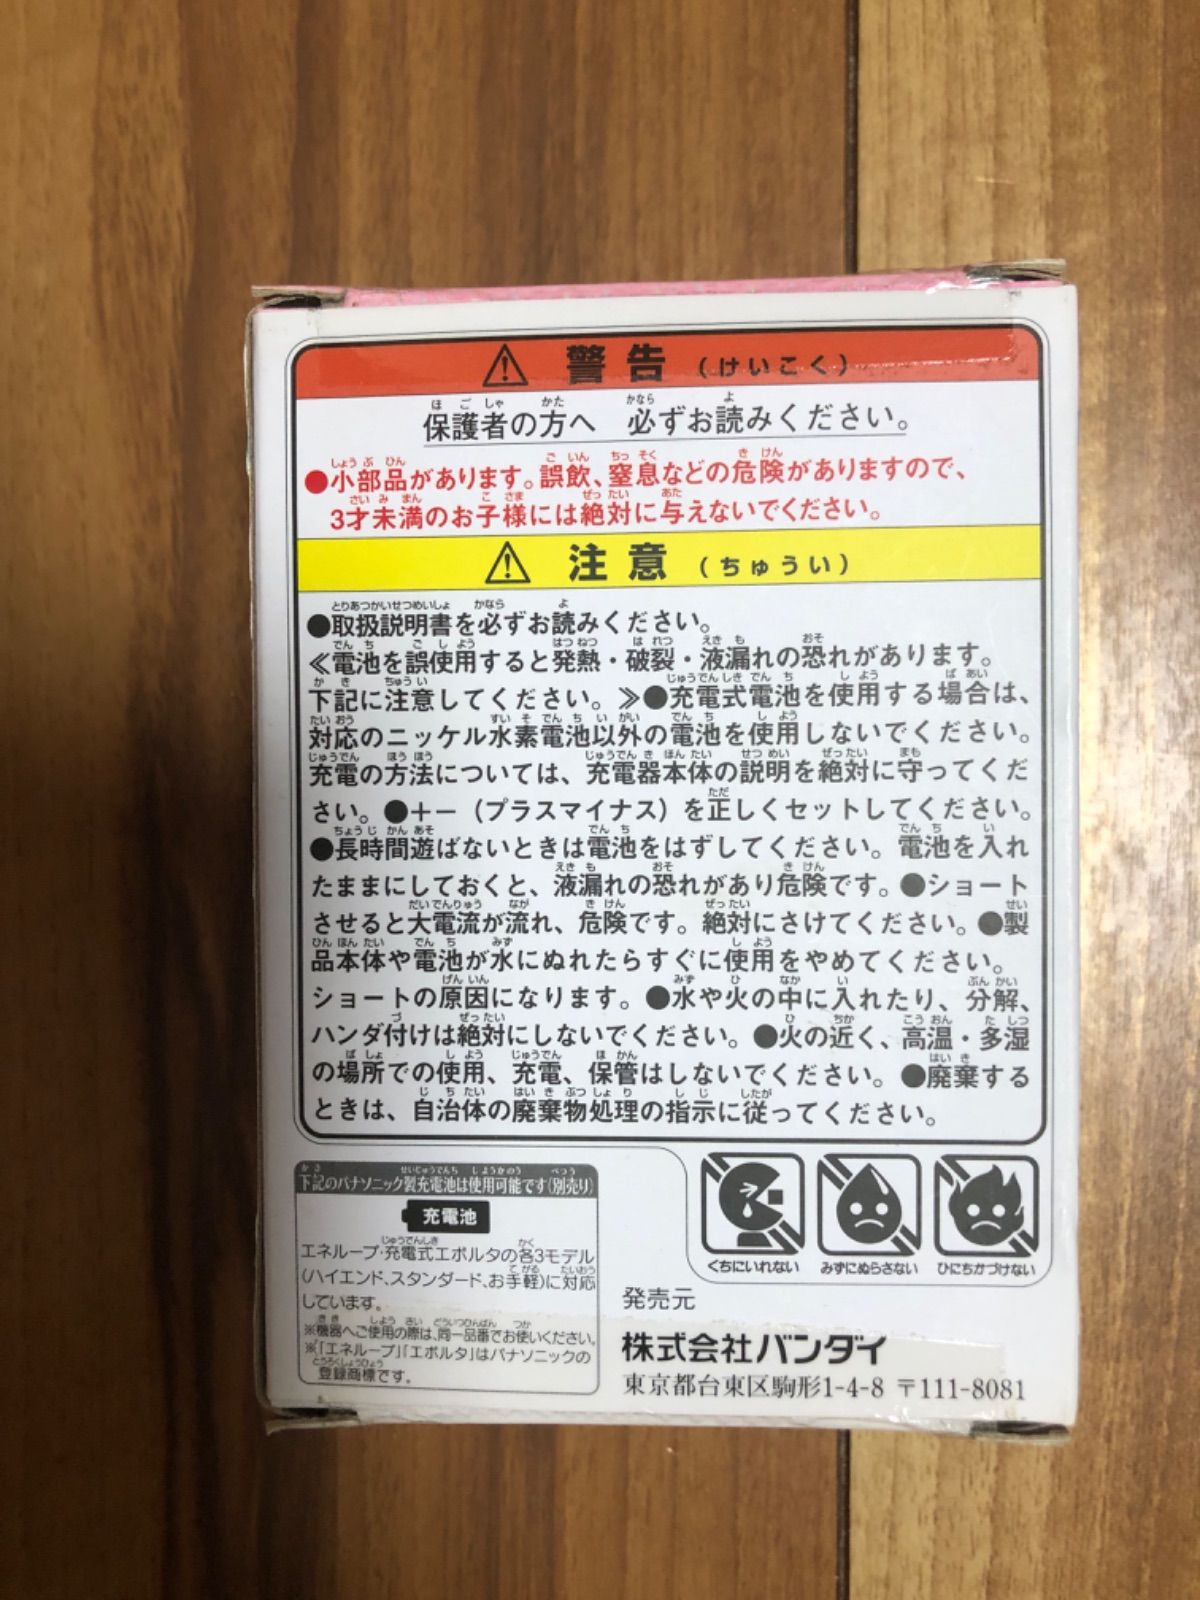 警告（けいこく）
保護者の方へ　必ずお読みください。
●小部品があります。誤飲、窒息などの危険がありますので、
3才未満のお子様には絶対に与えないでください。
注意（ちゅうい）
●取扱説明書を必ずお読みください。
≪電池を誤使用すると発熱・破裂・液漏れの恐れがあります。
下記に注意してください。≫●充電式電池を使用する場合は、
対応のニッケル水素電池以外の電池を使用しないでください。
充電の方法については、充電器本体の説明を絶対に守ってくだ
さい。●＋－（プラスマイナス）を正しくセットしてください。
●長時間遊ばないときは電池をはずしてください。電池を入れ
たままにしておくと、液漏れの恐れがあり危険です。●ショート
させると大電流が流れ、危険です。絶対にさけてください。●製
品本体や電池が水にぬれたらすぐに使用をやめてください。
ショートの原因になります。●水や火の中に入れたり、分解、
ハンダ付けは絶対にしないでください。●火の近く、高温・多湿
の場所での使用、充電、保管はしないでください。●廃棄する
ときは、自治体の廃棄物処理の指示に従ってください。
下記のパナソニック製充電池は使用可能です（別売り）
充電池
エネループ・充電式エボルタの各3モデル
（ハイエンド、スタンダード、お手軽）に対応
しています。
※機器へご使用の際は、同一品番でお使いください。
※「エネループ」「エボルタ」はパナソニックの
登録商標です。
くちにいれない　みずにぬらさない　ひにちかづけない
発売元
株式会社バンダイ
東京都台東区駒形1-4-8 〒111-8081